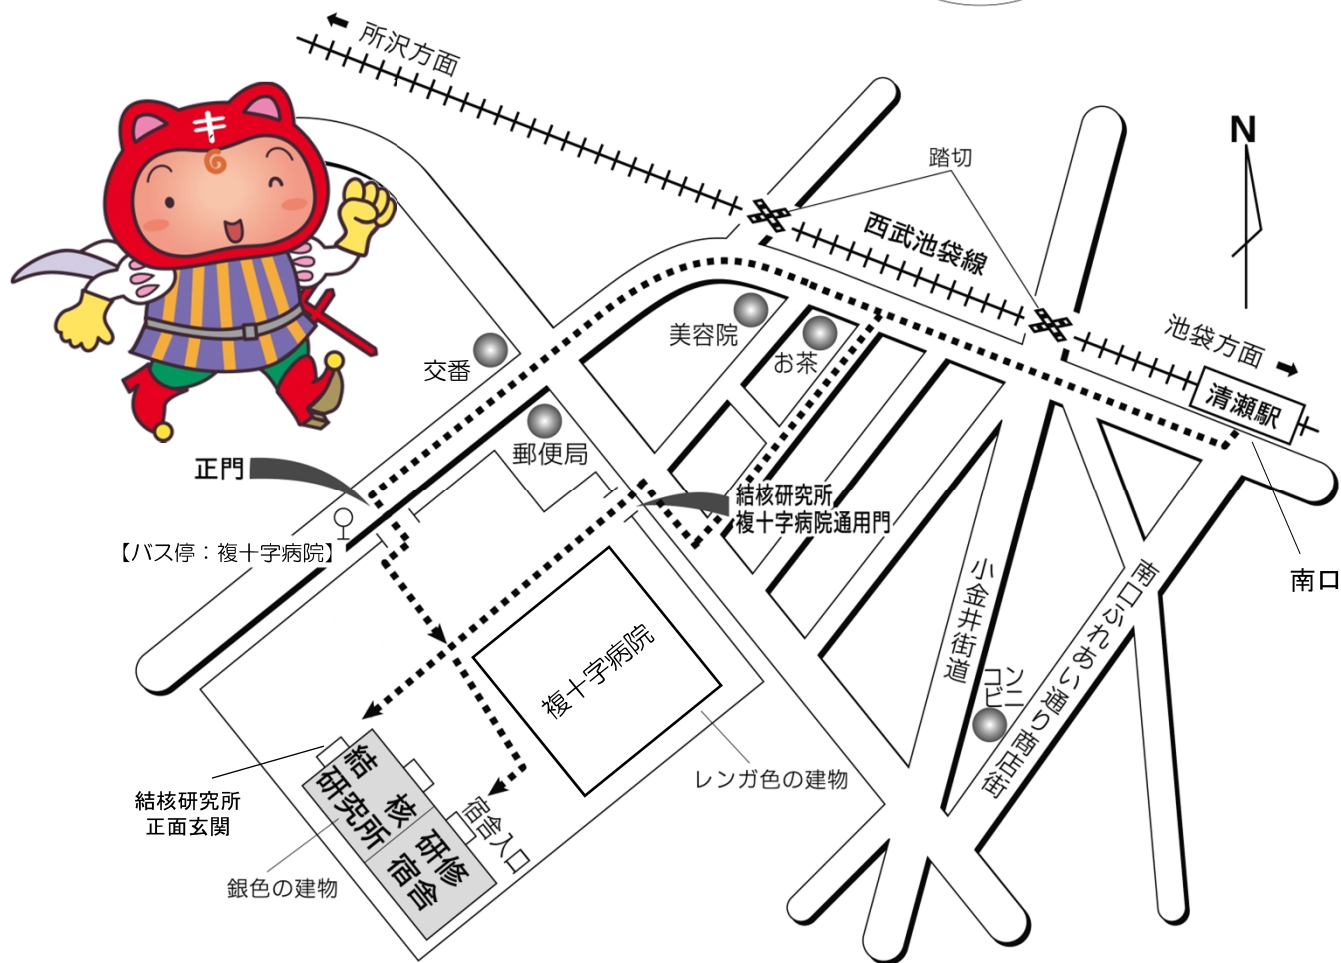 所沢方面
キ
N
踏切
西武池袋線
池袋方面
清瀬駅
美容院
お茶
交番
郵便局
正門
結核研究所
複十字病院通用門
【バス停：複十字病院】
南口
小金井街道
南口ふれあい通り商店街
コンビニ
複十字病院
レンガ色の建物
結核研究所
正面玄関
結核
研究所
研修
宿舎
宿舎入口
銀色の建物